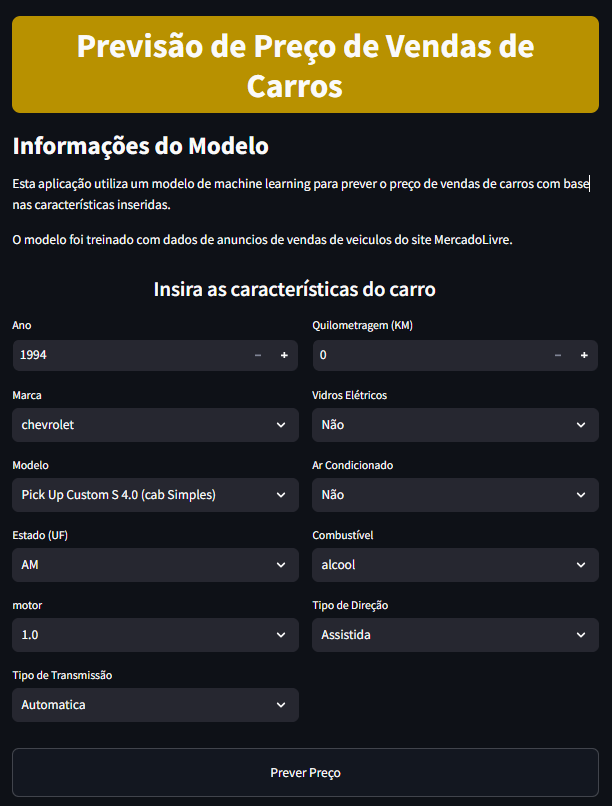 Previsão de Preço de Vendas de
Carros
Informações do Modelo
Esta aplicação utiliza um modelo de machine learning para prever o preço de vendas de carros com base
nas características inseridas.
O modelo foi treinado com dados de anuncios de vendas de veiculos do site MercadoLivre.
Insira as características do carro
Ano
Quilometragem (KM)
1994
0
Marca
Vidros Elétricos
chevrolet
Não
Modelo
Ar Condicionado
Pick Up Custom S 4.0 (cab Simples)
Não
Estado (UF)
Combustível
AM
alcool
motor
Tipo de Direção
1.0
Assistida
Tipo de Transmissão
Automatica
Prever Preço